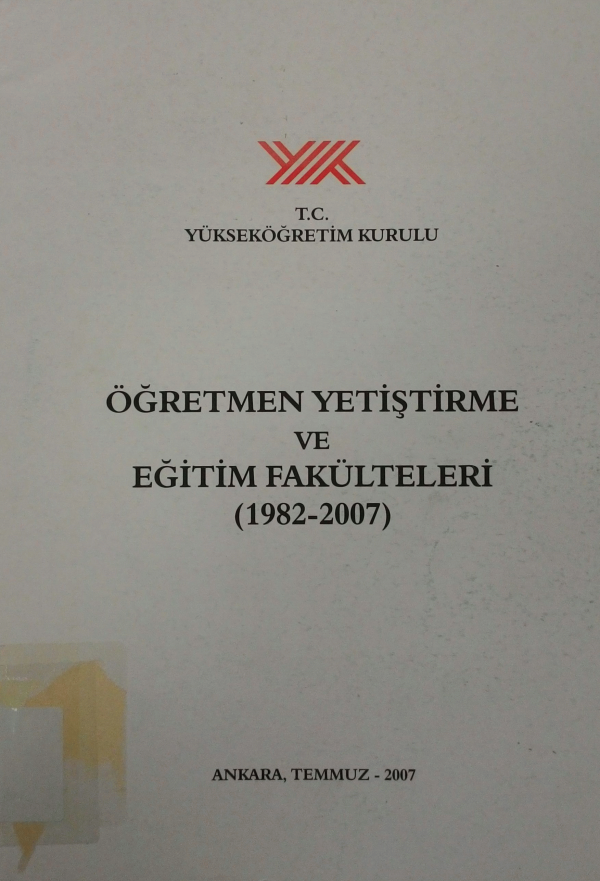 T.C.
YÜKSEKÖĞRETİM KURULU
ÖĞRETMEN YETİŞTİRME
VE
EĞİTİM FAKÜLTELERİ
(1982-2007)
ANKARA, TEMMUZ - 2007